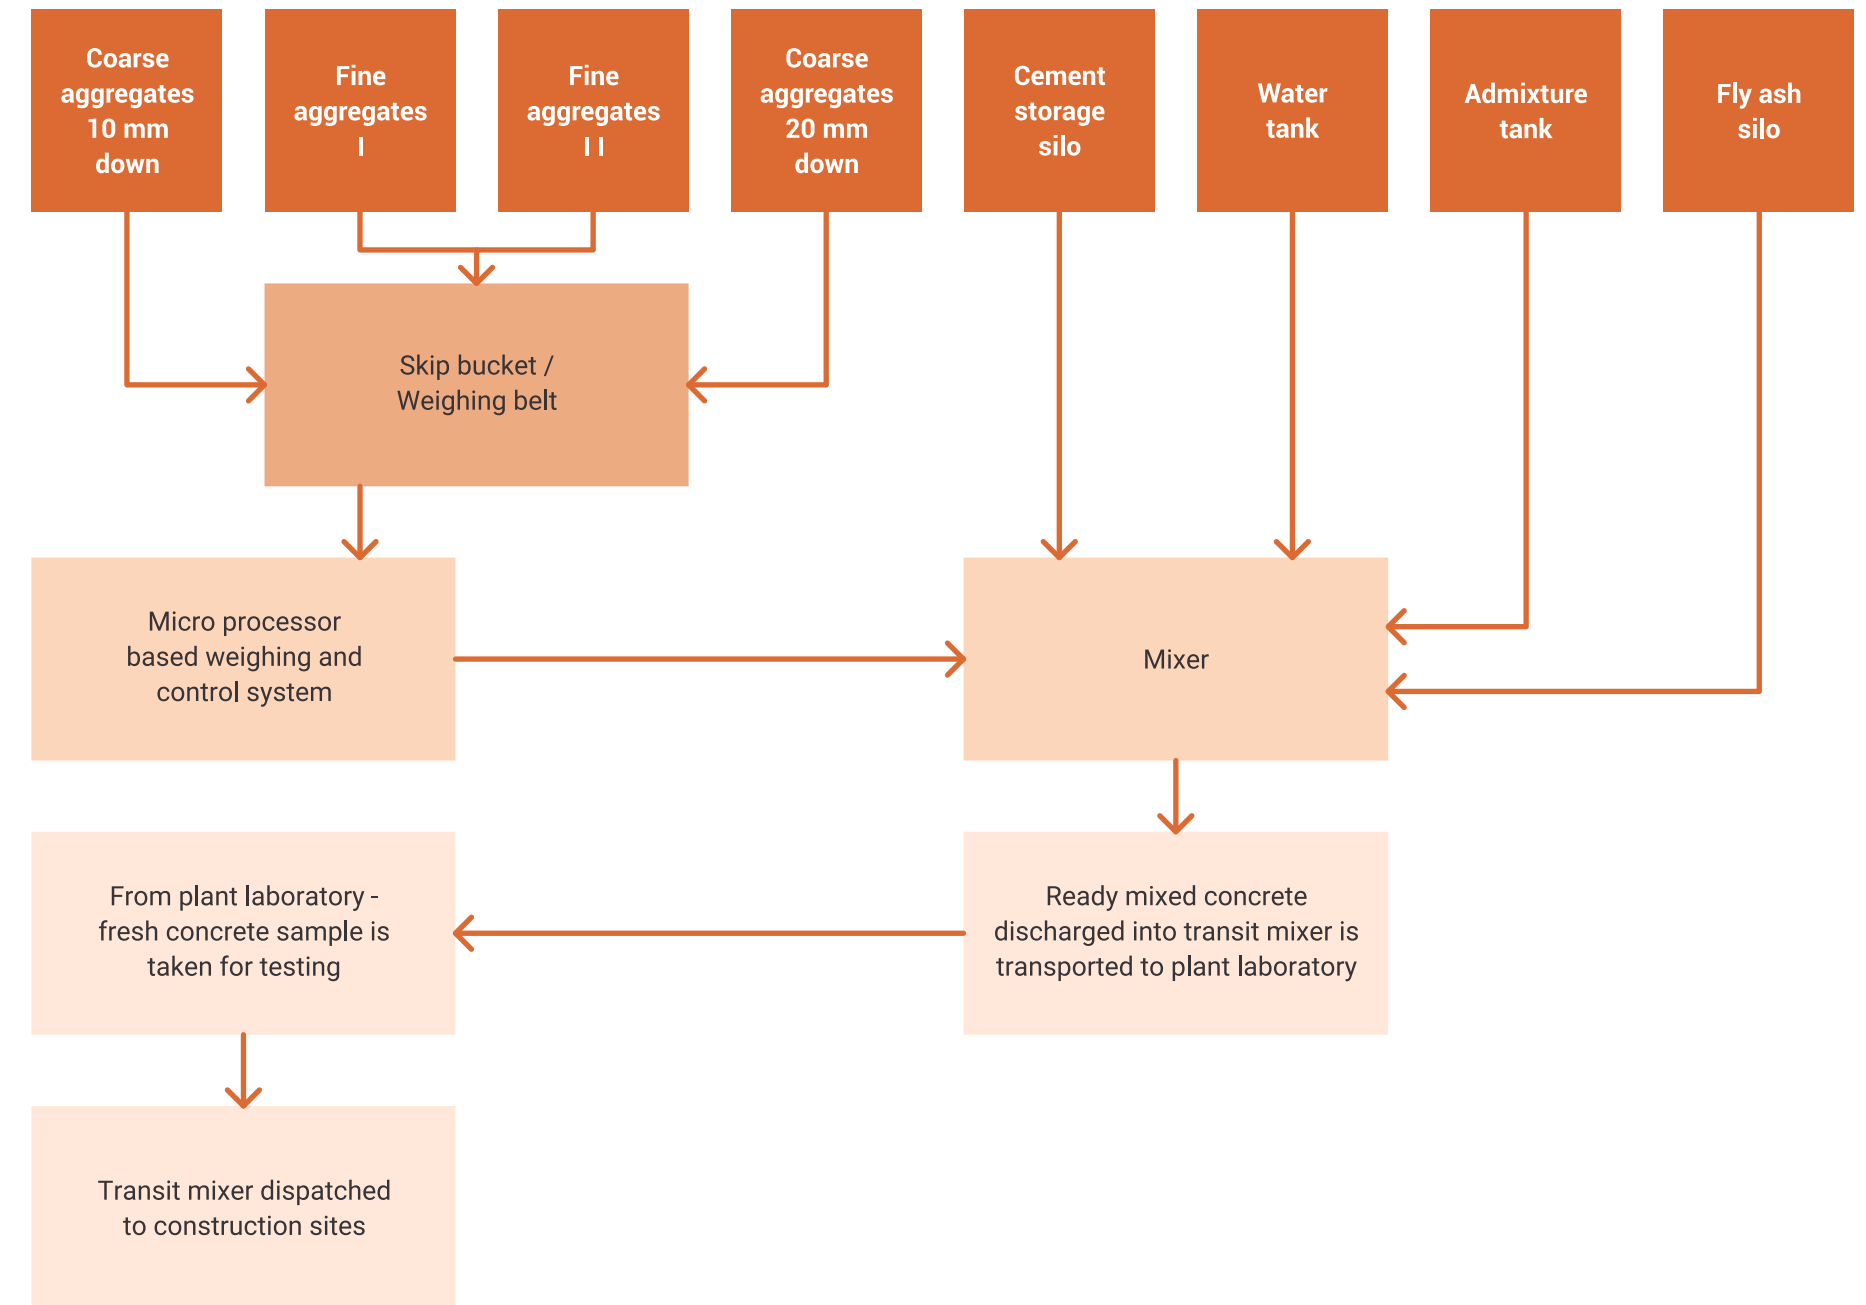 Coarse
aggregates
10 mm
down
Fine
aggregates
I
Fine
aggregates
I I
Coarse
aggregates
20 mm
down
Cement
storage
silo
Water
tank
Admixture
tank
Fly ash
silo
Skip bucket /
Weighing belt
Micro processor
based weighing and
control system
Mixer
From plant laboratory -
fresh concrete sample is
taken for testing
Ready mixed concrete
discharged into transit mixer is
transported to plant laboratory
Transit mixer dispatched
to construction sites